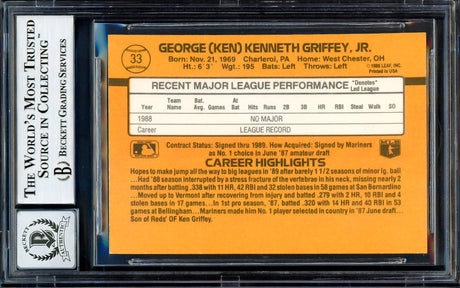 THE WORLD'S MOST TRUSTED
SOURCE IN COLLECTING™
BECKETT GRADING SERVICES
BECKETT
AUTHENTIC
33
GEORGE (KEN) KENNETH GRIFFEY, JR.
Born: Nov. 21, 1969 Charleroi, PA Home: West Chester, OH
Ht.: 6' 3" Wgt.: 195 Bats: Left Throws: Left
© 1988 LEAF, INC.
Printed in USA
RECENT MAJOR LEAGUE PERFORMANCE
*Denotes*
Led League
Year Team Name Bat. Avg. Games At Bat Hits Runs 2B 3B HR RBI Steal Walk SO
1988 NO MAJOR
Career LEAGUE RECORD
Contract Status: Signed thru 1989. How Acquired: Signed by Mariners
as No. 1 choice in June '87 amateur draft
CAREER HIGHLIGHTS
Hopes to make jump all the way to big leagues in '89 after barely 1 1/2 seasons of minor lg. ball
...Had '88 season interrupted by a stress fracture of the vertebrae in his neck, missing nearly 2
months after batting .338 with 11 HR, 42 RBI and 32 stolen bases in 58 games at San Bernardino
...Moved up to Vermont after injury and batted .279 with 2 HR, 10 RBI and 4
stolen bases in 17 games...In 1st pro season, '87, batted .320 with 14 HR and 40 RBI in 53
games at Bellingham...Mariners made him No. 1 player selected in country in '87 June draft...
Son of Reds' OF Ken Griffey.